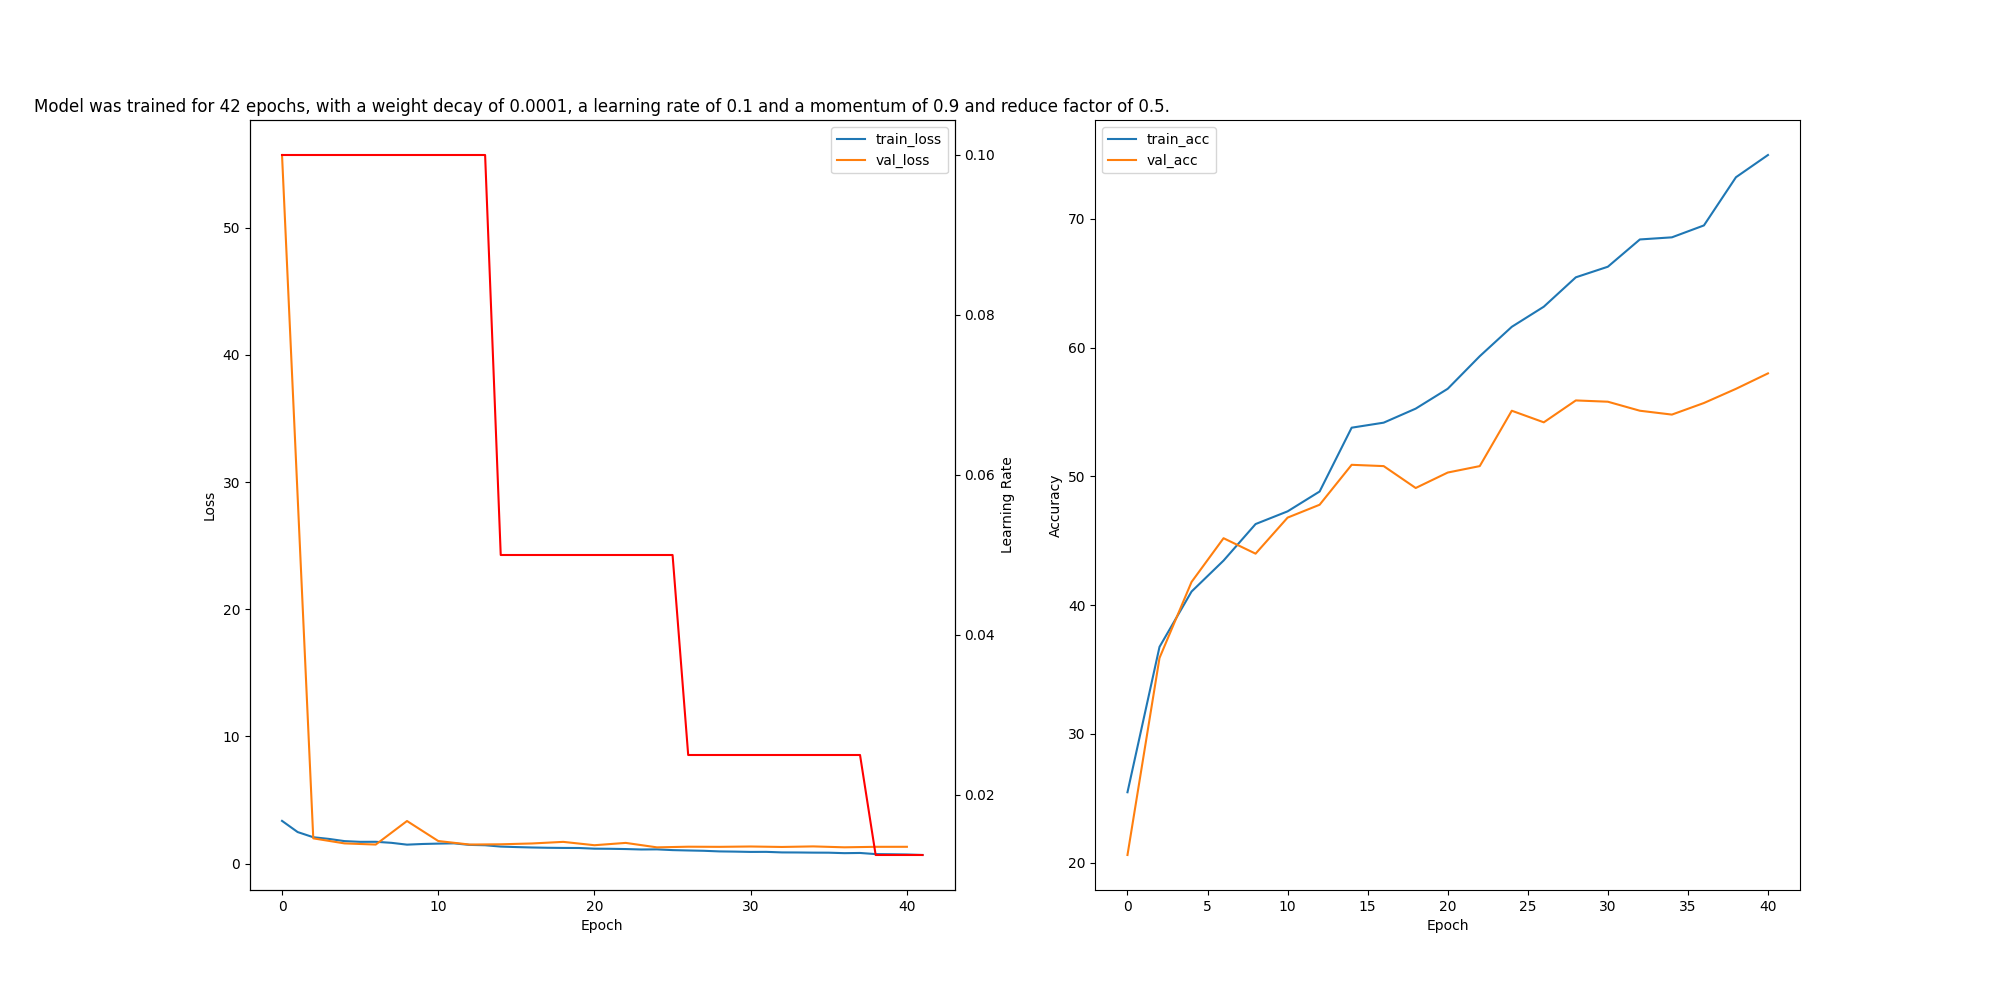 Model was trained for 42 epochs, with a weight decay of 0.0001, a learning rate of 0.1 and a momentum of 0.9 and reduce factor of 0.5.
train_loss
val_loss
50
40
30
20
10
0
Loss
0 10 20 30 40
Epoch
0.10
0.08
0.06
0.04
0.02
Learning Rate
train_acc
val_acc
70
60
50
40
30
20
Accuracy
0 5 10 15 20 25 30 35 40
Epoch